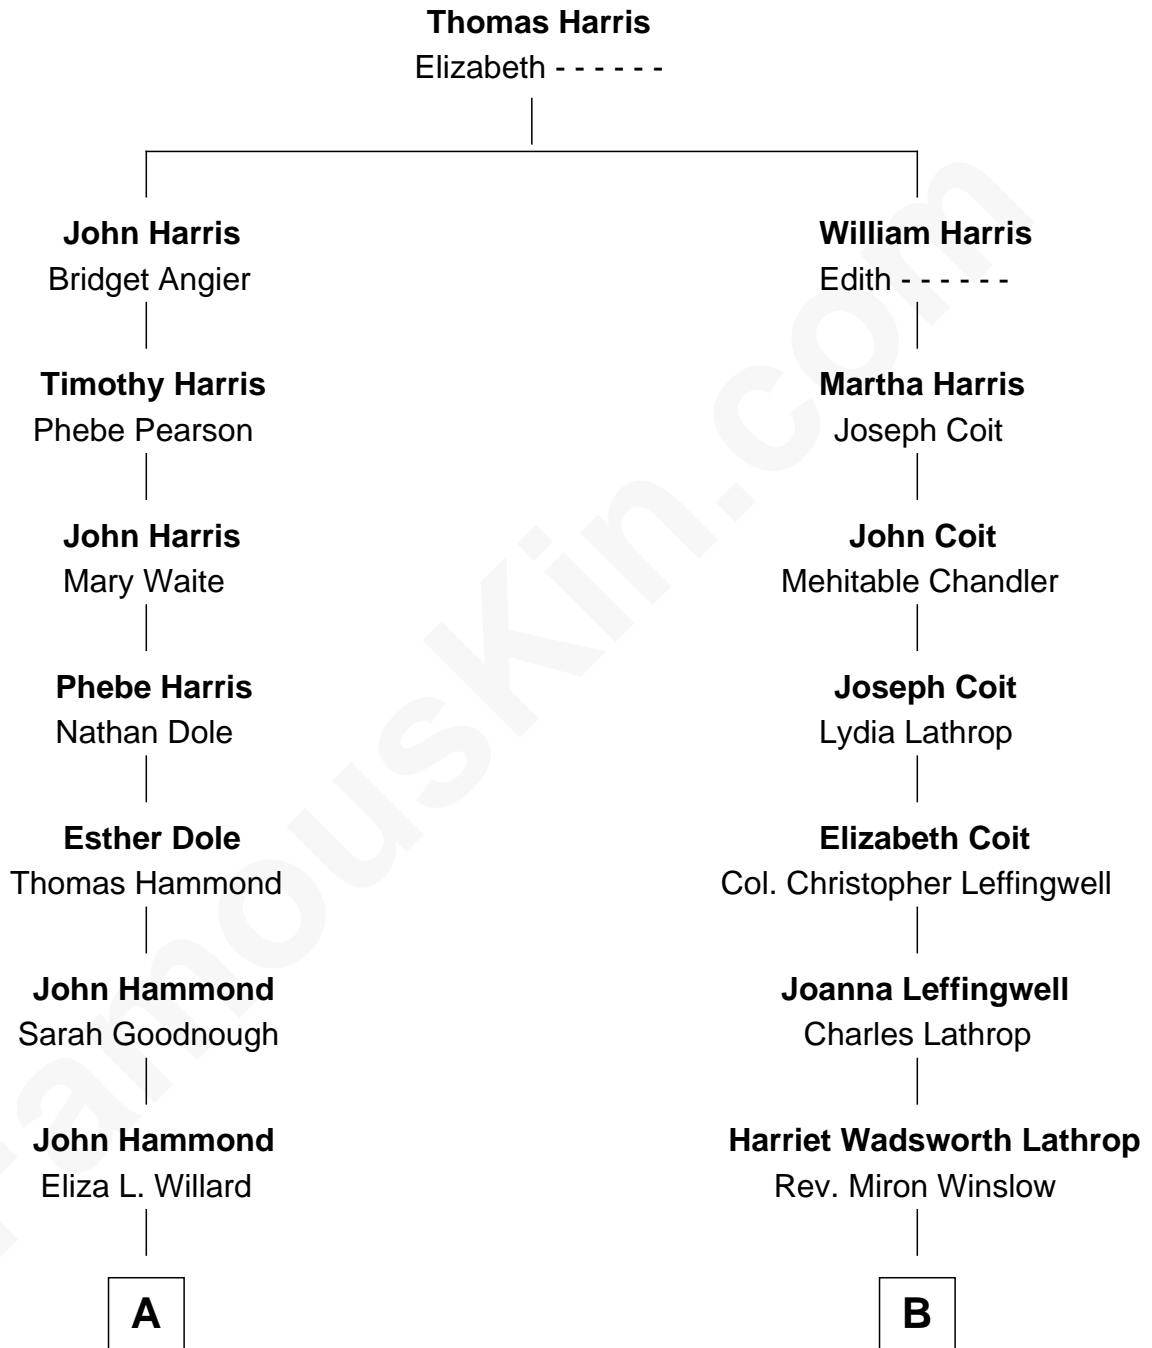 Thomas Harris
Elizabeth - - - - - -
John Harris
Bridget Angier
William Harris
Edith - - - - - -
Timothy Harris
Phebe Pearson
Martha Harris
Joseph Coit
John Harris
Mary Waite
John Coit
Mehitable Chandler
Phebe Harris
Nathan Dole
Joseph Coit
Lydia Lathrop
Esther Dole
Thomas Hammond
Elizabeth Coit
Col. Christopher Leffingwell
John Hammond
Sarah Goodnough
Joanna Leffingwell
Charles Lathrop
John Hammond
Eliza L. Willard
Harriet Wadsworth Lathrop
Rev. Miron Winslow
A
B
FamousKin.com